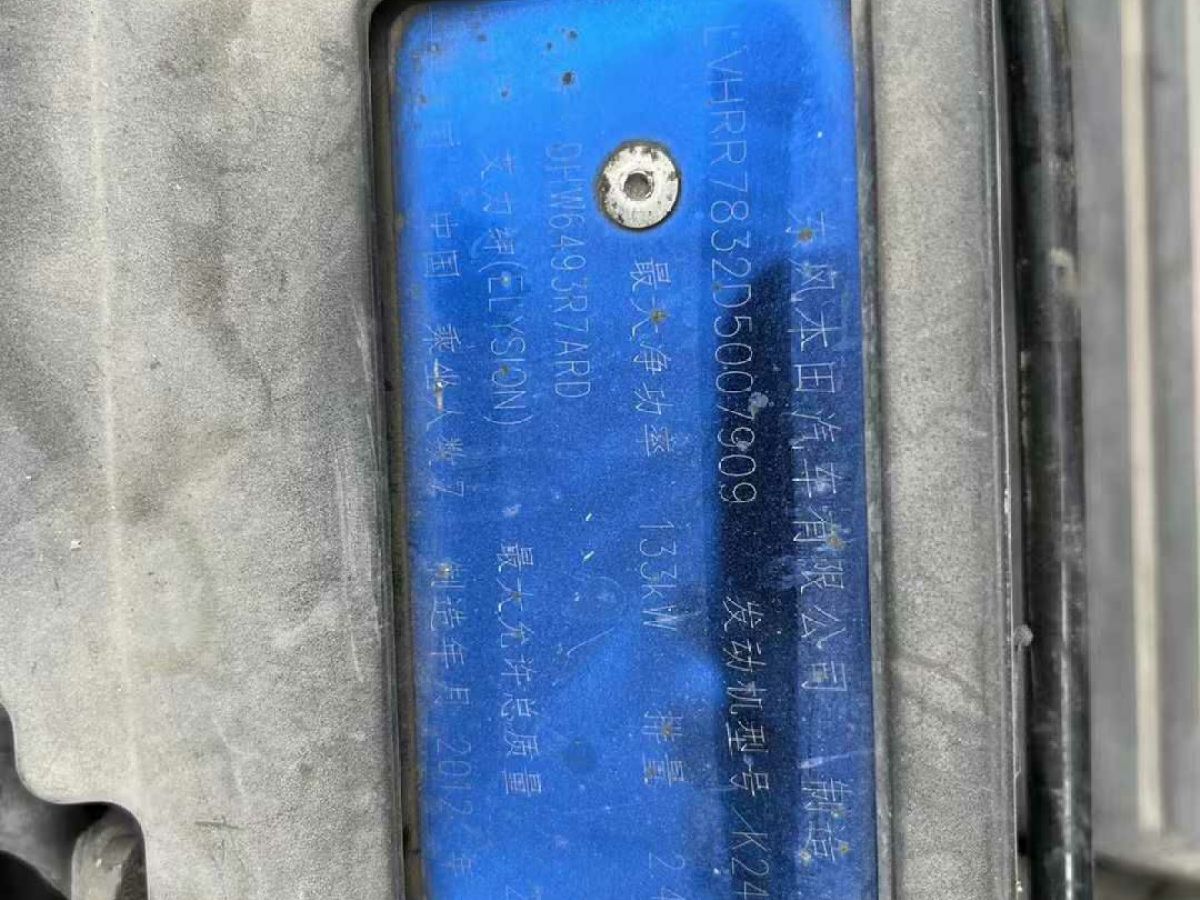 东风本田汽车有限公司 制造
LVHRR7832D5007909 发动机型号/K24
最大净功率 133kW 排量 24
DHW6493R7ARD
艾力绅(ELYSION) 最大允许总质量
中国 乘坐人数7 制造年月 2012年